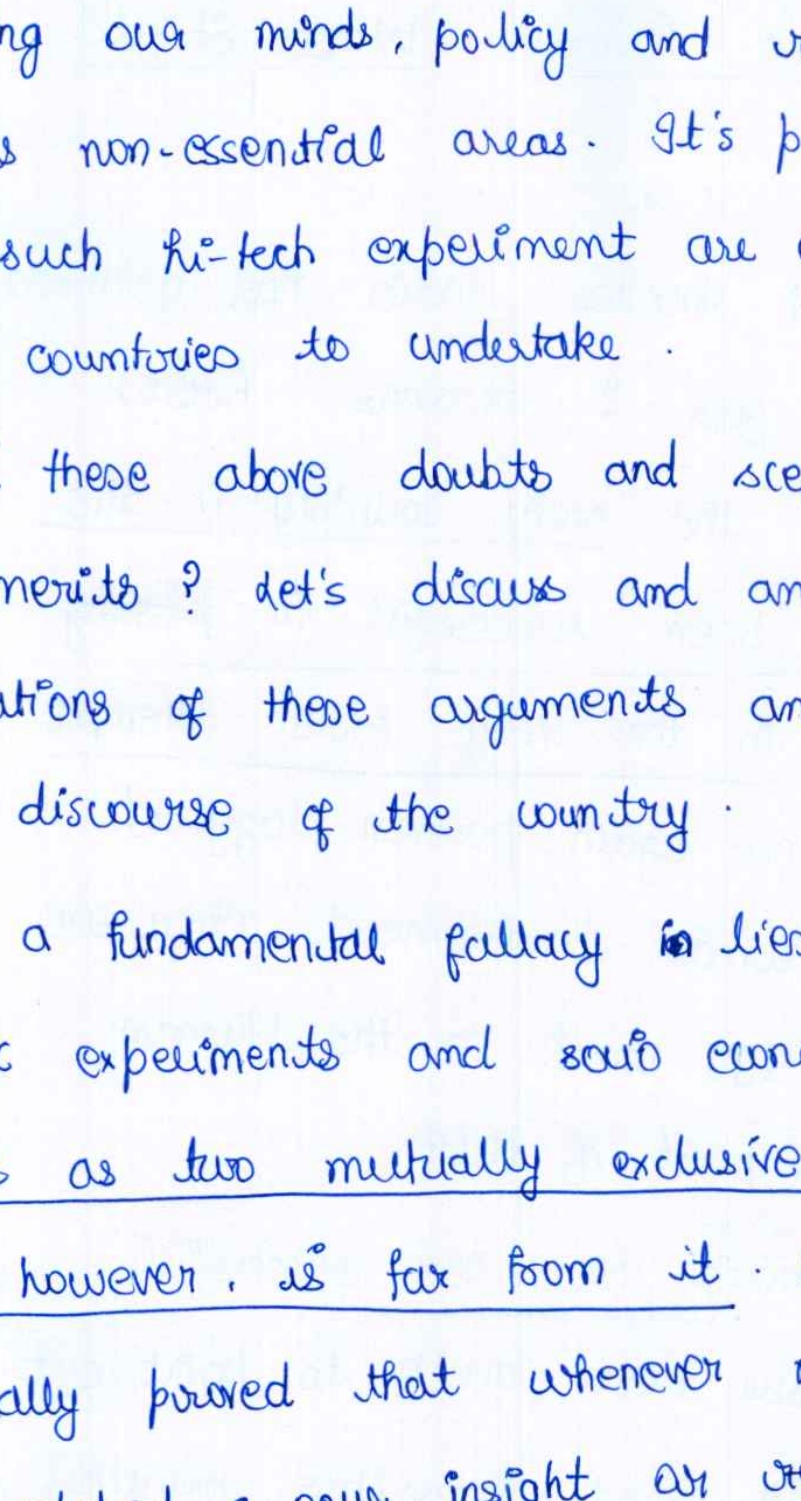 ng our minds, policy and
s non-essential areas. It's p
such hi-tech experiment are
countries to undertake.
these above doubts and sce
merits? Let's discuss and an
ations of these arguments an
discourse of the country.
a fundamental fallacy in lies
c experiments and socio econ
s as two mutually exclusive
however, is far from it
ally proved that whenever
insight or